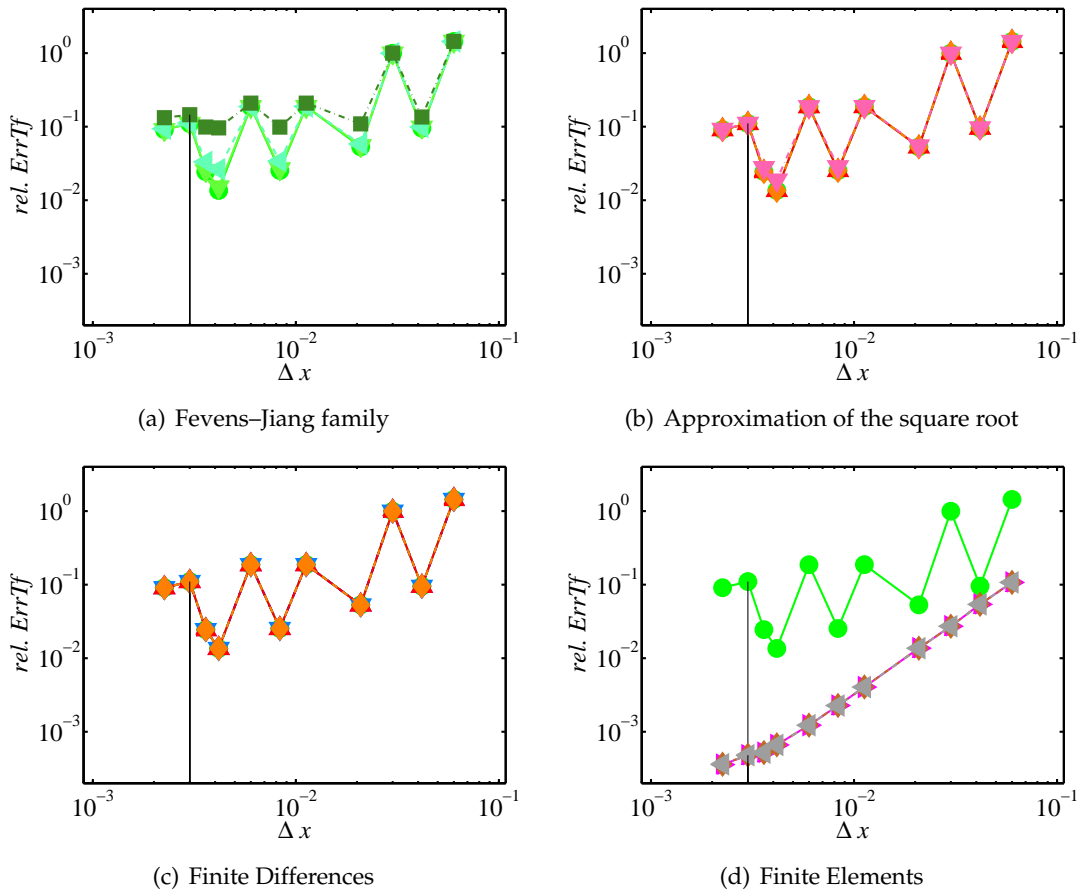 rel. ErrTf
10^0
10^{-1}
10^{-2}
10^{-3}
10^{-3}
10^{-2}
10^{-1}
Δ x
(a) Fevens–Jiang family
rel. ErrTf
10^0
10^{-1}
10^{-2}
10^{-3}
10^{-3}
10^{-2}
10^{-1}
Δ x
(b) Approximation of the square root
rel. ErrTf
10^0
10^{-1}
10^{-2}
10^{-3}
10^{-3}
10^{-2}
10^{-1}
Δ x
(c) Finite Differences
rel. ErrTf
10^0
10^{-1}
10^{-2}
10^{-3}
10^{-3}
10^{-2}
10^{-1}
Δ x
(d) Finite Elements